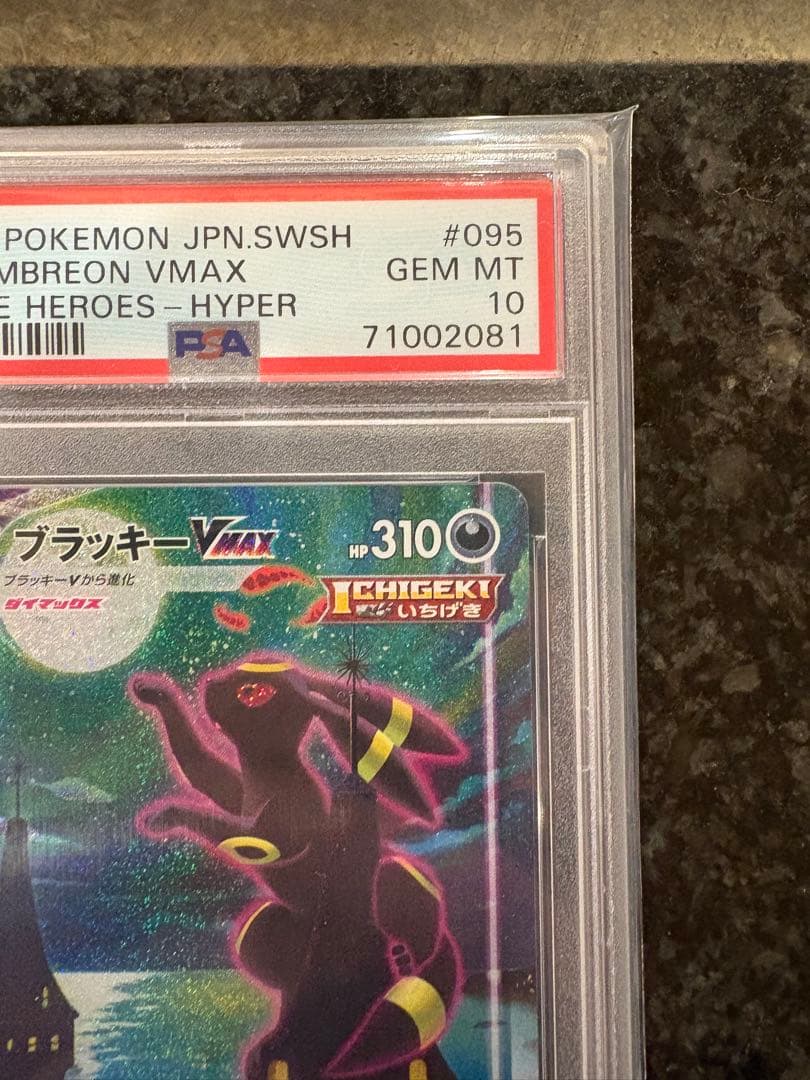 POKEMON JPN.SWSH #095
MBREON VMAX GEM MT
E HEROES-HYPER 10
PSA 71002081
ブラッキーVMAX HP310
ブラッキーVから進化
ダイマックス
ICHIGEKI
いちげき